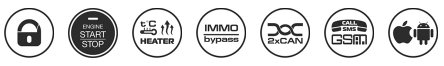 ENGINE
START
STOP
t°C
HEATER
IMMO
bypass
2xCAN
CALL
SMS
GSM